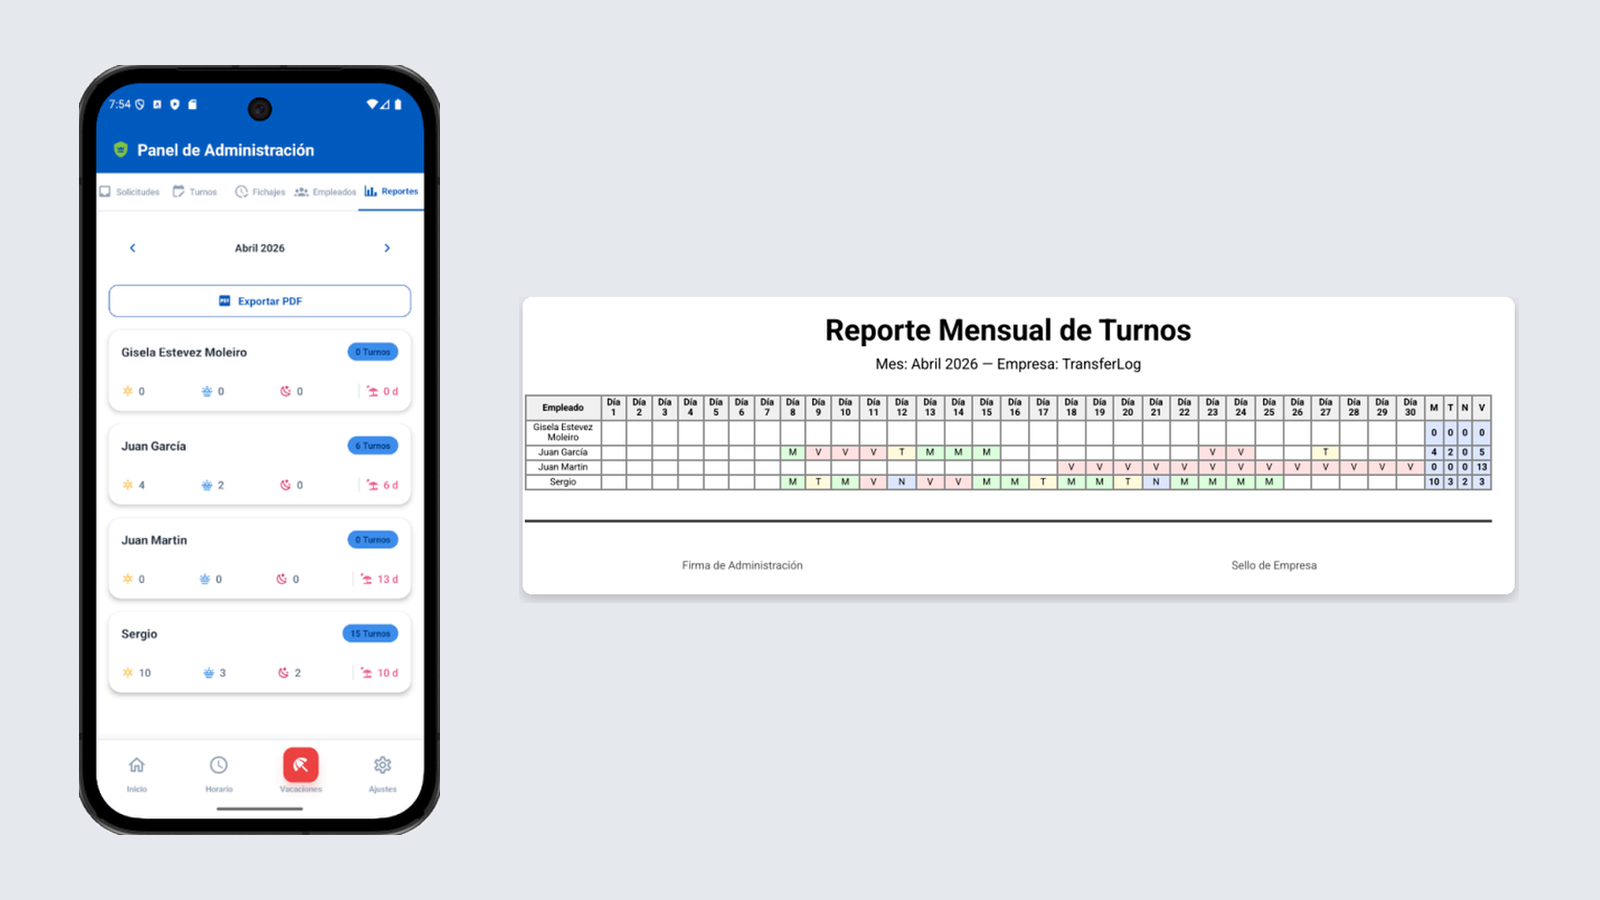 7:54
Panel de Administración
Solicitudes Turnos Fichajes Empleados Reportes
Abril 2026
PDF Exportar PDF
Gisela Estevez Moleiro 0 Turnos
0 0 0 0 d
Juan García 6 Turnos
4 2 0 6 d
Juan Martin 0 Turnos
0 0 0 13 d
Sergio 15 Turnos
10 3 2 10 d
Inicio Horario Vacaciones Ajustes
Reporte Mensual de Turnos
Mes: Abril 2026 — Empresa: TransferLog
Empleado Día 1 Día 2 Día 3 Día 4 Día 5 Día 6 Día 7 Día 8 Día 9 Día 10 Día 11 Día 12 Día 13 Día 14 Día 15 Día 16 Día 17 Día 18 Día 19 Día 20 Día 21 Día 22 Día 23 Día 24 Día 25 Día 26 Día 27 Día 28 Día 29 Día 30 M T N V
Gisela Estevez Moleiro 0 0 0 0
Juan García M V V V T M M M V V T 4 2 0 5
Juan Martin V V V V V V V V V V V V V 0 0 0 13
Sergio M T M V N V V M M T M M T N M M M M 10 3 2 3
Firma de Administración Sello de Empresa